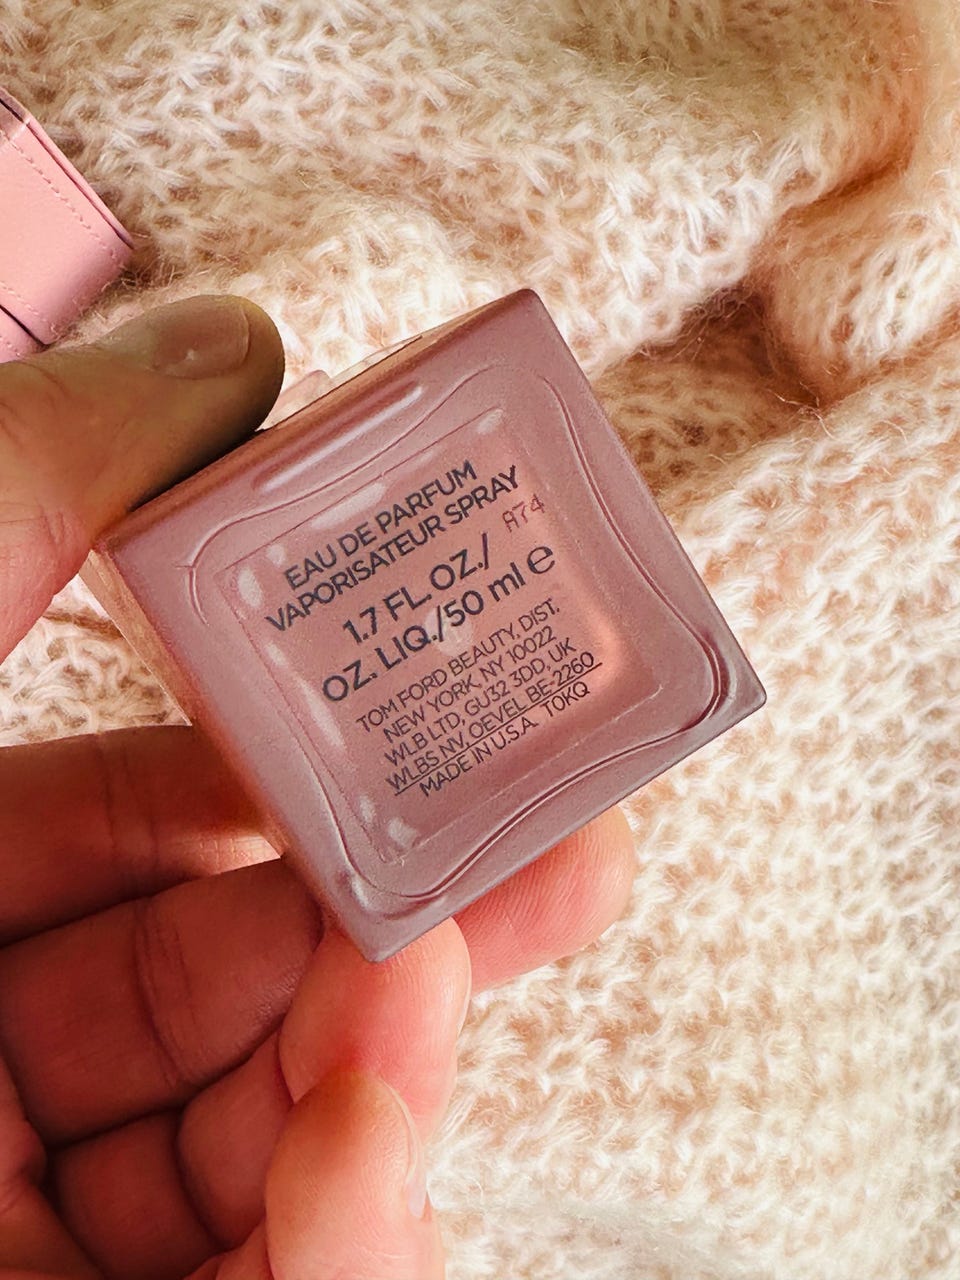 EAU DE PARFUM
VAPORISATEUR SPRAY
A74
1.7 FL. OZ./
OZ. LIQ./50 ml ℮
TOM FORD BEAUTY, DIST.
NEW YORK, NY 10022
WLB LTD, GU32 3DD, UK
WLBS NV, OEVEL BE-2260
MADE IN U.S.A. T0KQ